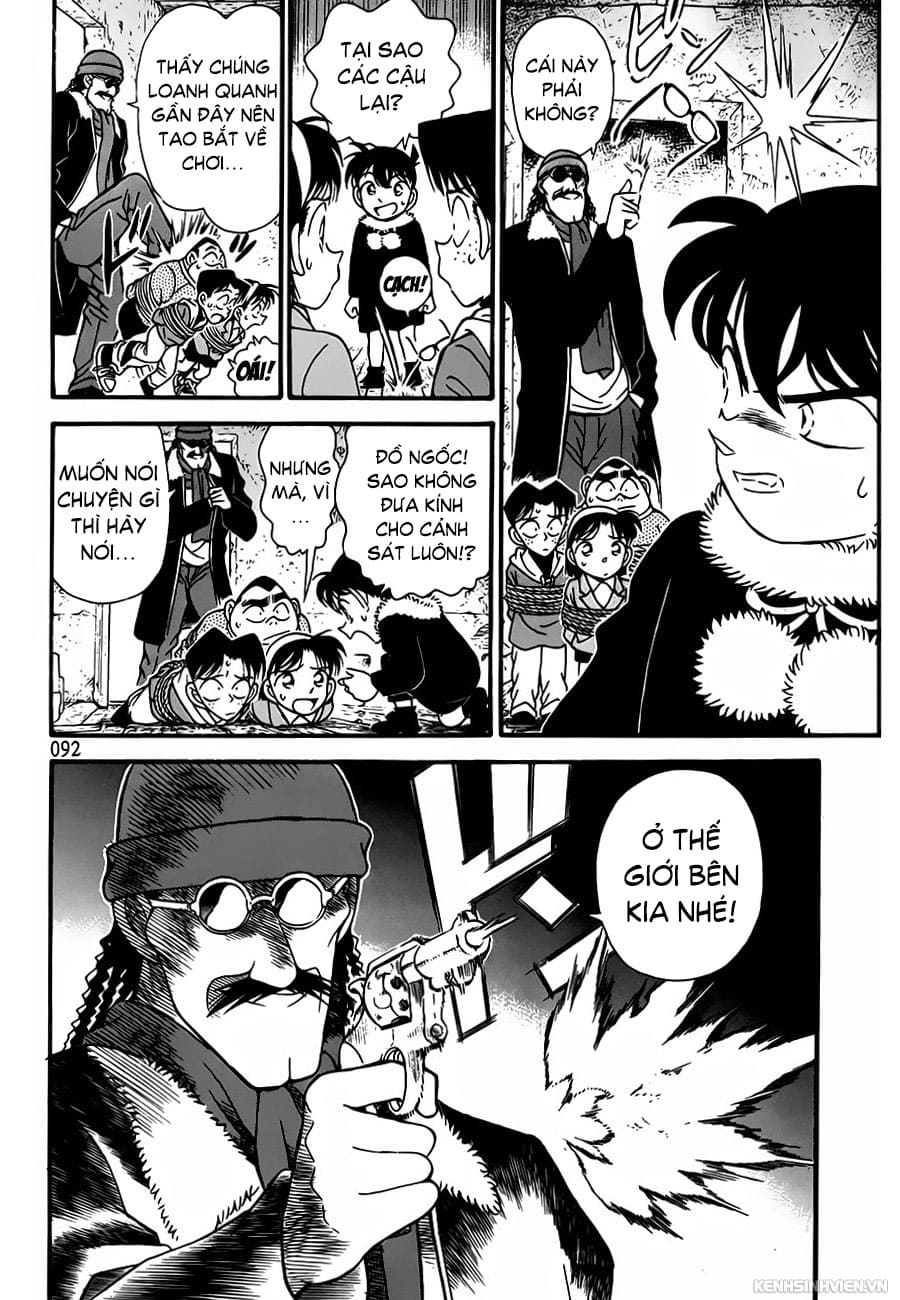 CÁI NÀY
PHẢI
KHÔNG?
TẠI SAO
CÁC CẬU
LẠI?
CẠCH!
THẤY CHÚNG
LOANH QUANH
GẦN ĐÂY NÊN
TAO BẮT VỀ
CHƠI...
OÁI!
ĐỒ NGỐC!
SAO KHÔNG
ĐƯA KÍNH
CHO CẢNH
SÁT LUÔN!?
NHƯNG
MÀ, VÌ
...
MUỐN NÓI
CHUYỆN GÌ
THÌ HÃY
NÓI...
092
Ở THẾ
GIỚI BÊN
KIA NHÉ!
KENHSINHVIEN.VN